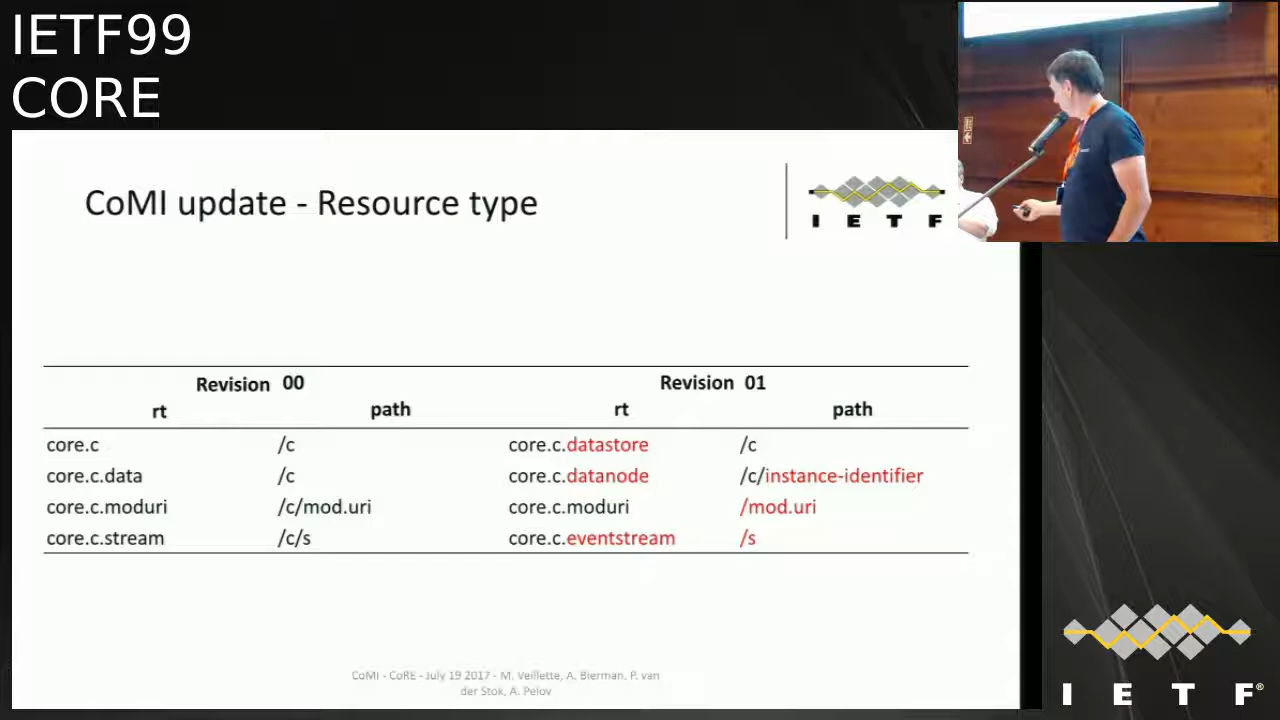 IETF99
CORE
CoMI update - Resource type
I E T F
Revision 00 Revision 01
rt path rt path
core.c /c core.c.datastore /c
core.c.data /c core.c.datanode /c/instance-identifier
core.c.moduri /c/mod.uri core.c.moduri /mod.uri
core.c.stream /c/s core.c.eventstream /s
CoMI - CoRE - July 19 2017 - M. Veillette, A. Bierman, P. van
der Stok, A. Pelov
I E T F®